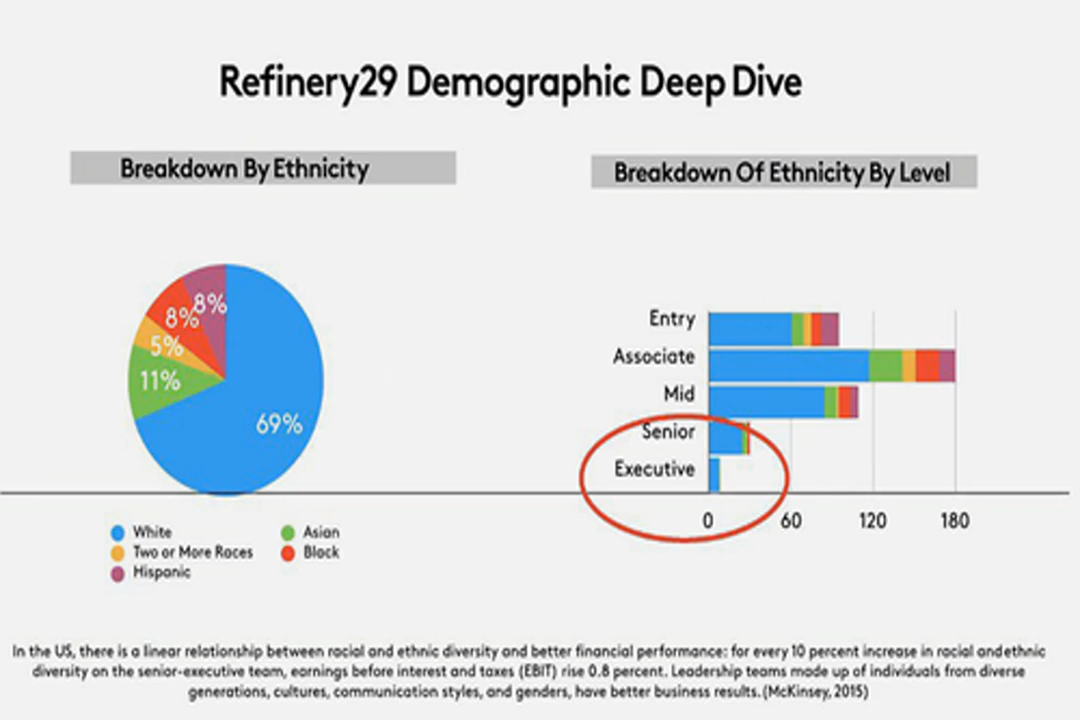 Refinery29 Demographic Deep Dive
Breakdown By Ethnicity
8%
8%
5%
11%
69%
White
Asian
Two or More Races
Black
Hispanic
Breakdown Of Ethnicity By Level
Entry
Associate
Mid
Senior
Executive
0 60 120 180
In the US, there is a linear relationship between racial and ethnic diversity and better financial performance: for every 10 percent increase in racial and ethnic
diversity on the senior-executive team, earnings before interest and taxes (EBIT) rise 0.8 percent. Leadership teams made up of individuals from diverse
generations, cultures, communication styles, and genders, have better business results. (McKinsey, 2015)